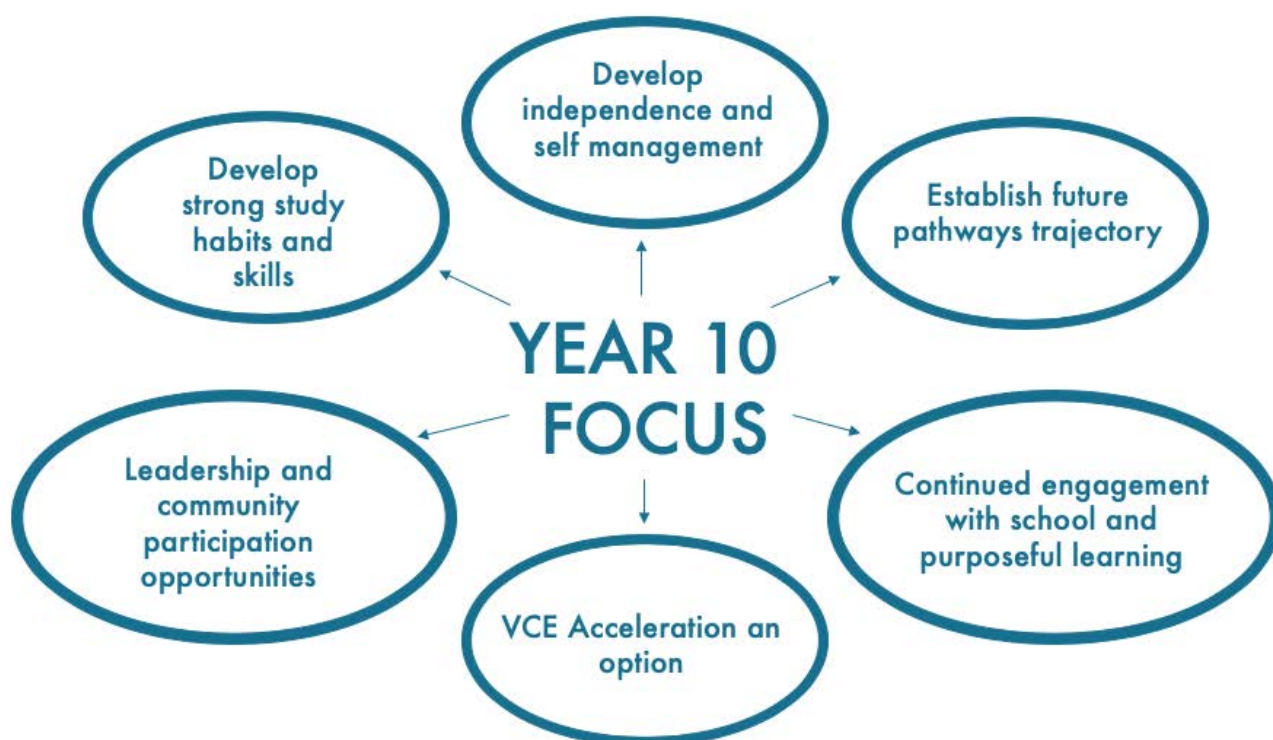 Develop
independence and
self management
Develop
strong study
habits and
skills
Establish future
pathways trajectory
YEAR 10
FOCUS
Leadership and
community
participation
opportunities
Continued engagement
with school and
purposeful learning
VCE Acceleration an
option